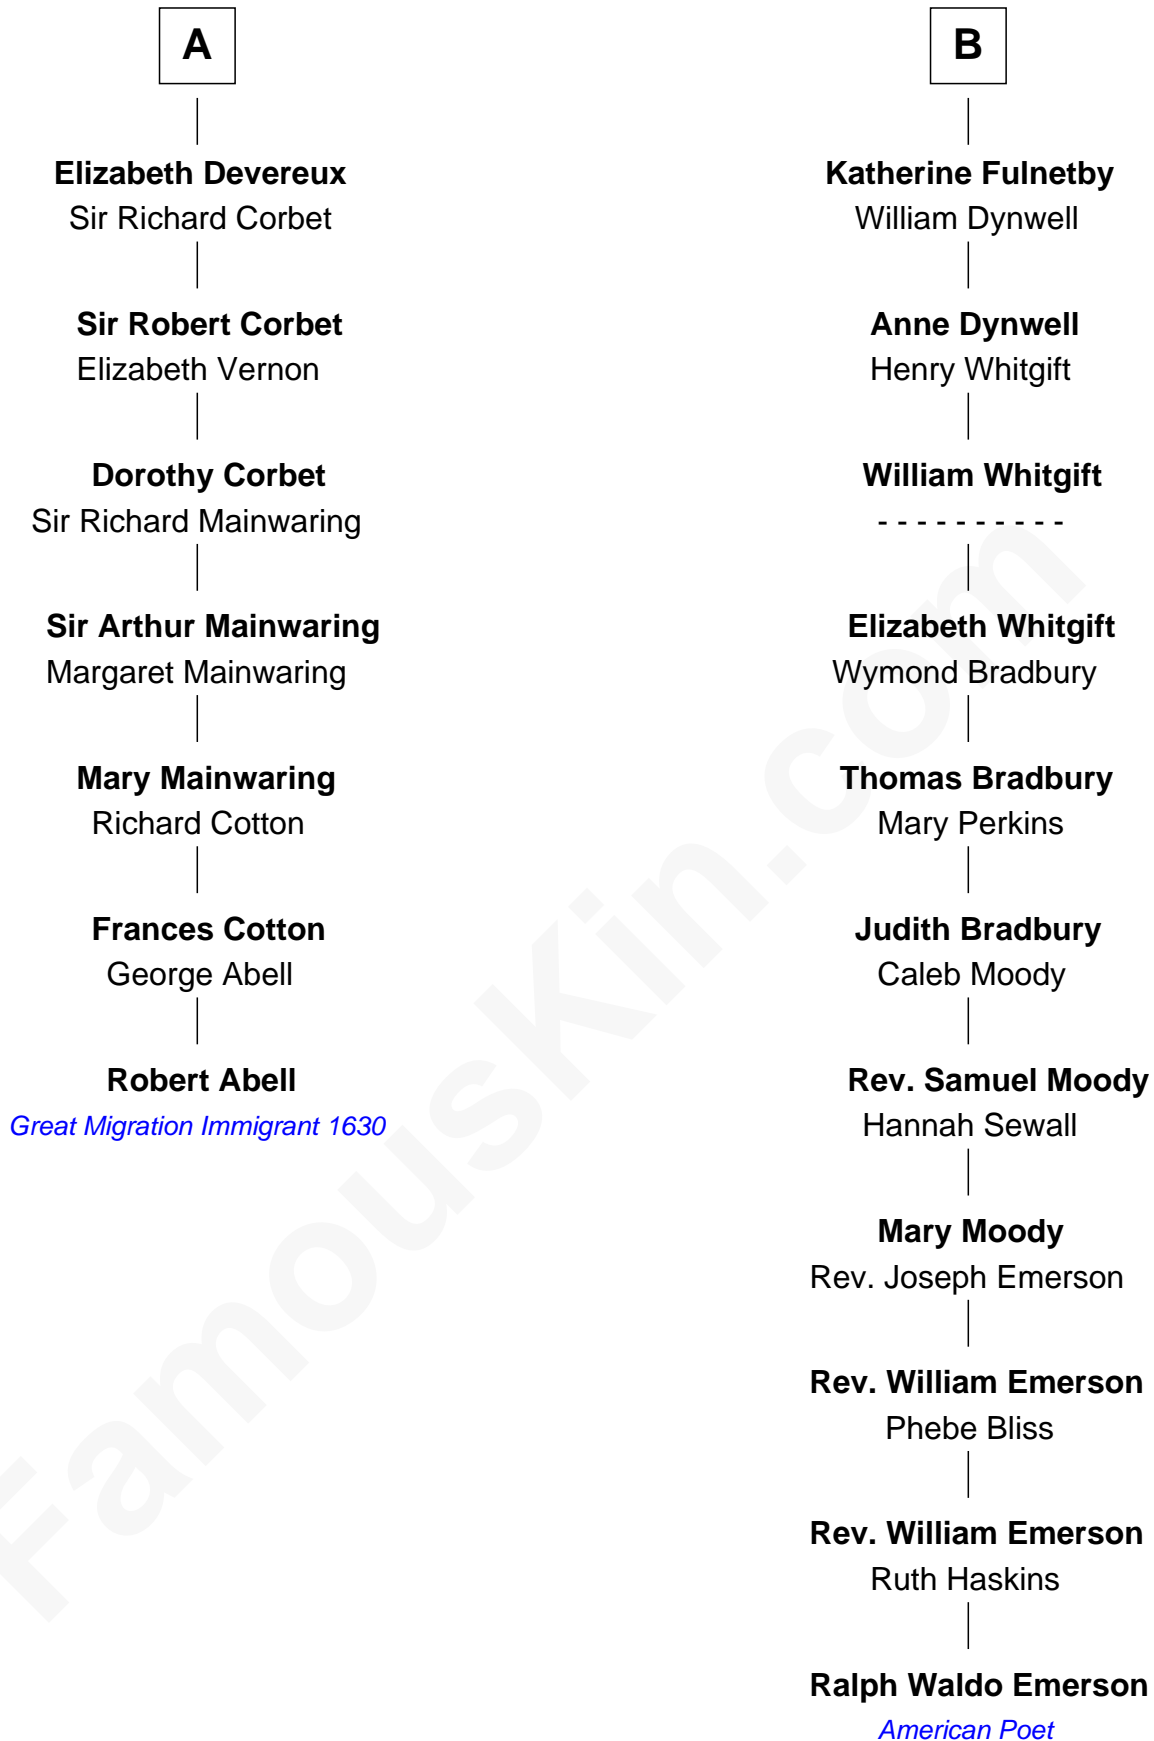 A
Elizabeth Devereux
Sir Richard Corbet
Sir Robert Corbet
Elizabeth Vernon
Dorothy Corbet
Sir Richard Mainwaring
Sir Arthur Mainwaring
Margaret Mainwaring
Mary Mainwaring
Richard Cotton
Frances Cotton
George Abell
Robert Abell
Great Migration Immigrant 1630
B
Katherine Fulnetby
William Dynwell
Anne Dynwell
Henry Whitgift
William Whitgift
- - - - - - - - - -
Elizabeth Whitgift
Wymond Bradbury
Thomas Bradbury
Mary Perkins
Judith Bradbury
Caleb Moody
Rev. Samuel Moody
Hannah Sewall
Mary Moody
Rev. Joseph Emerson
Rev. William Emerson
Phebe Bliss
Rev. William Emerson
Ruth Haskins
Ralph Waldo Emerson
American Poet
FamousKin.com